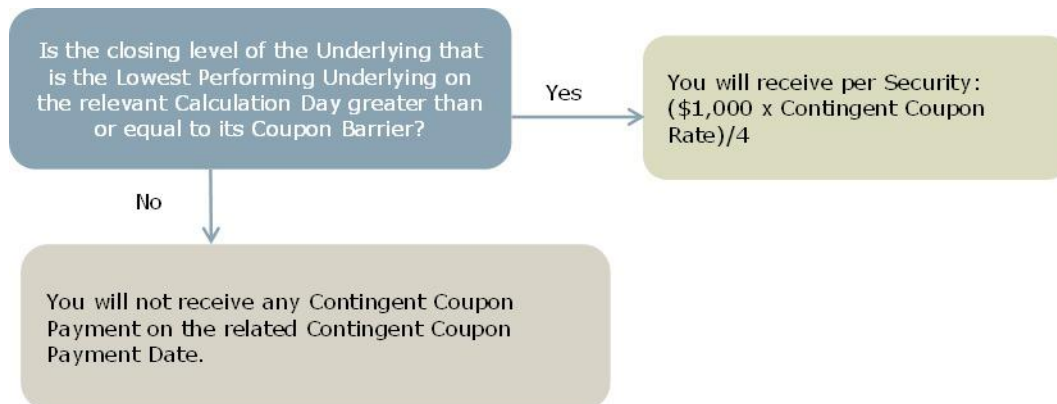 Is the closing level of the Underlying that
is the Lowest Performing Underlying on
the relevant Calculation Day greater than
or equal to its Coupon Barrier?
Yes
You will receive per Security:
($1,000 x Contingent Coupon
Rate)/4
No
You will not receive any Contingent Coupon
Payment on the related Contingent Coupon
Payment Date.